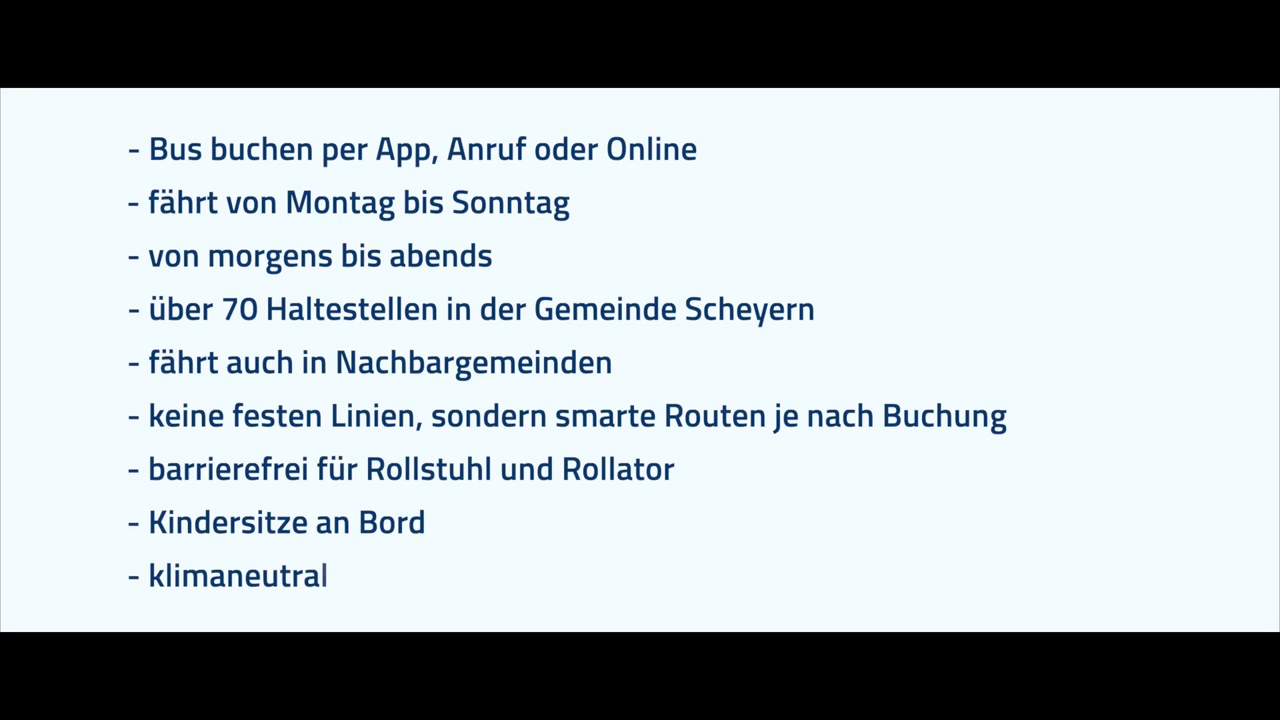 - Bus buchen per App, Anruf oder Online
- fährt von Montag bis Sonntag
- von morgens bis abends
- über 70 Haltestellen in der Gemeinde Scheyern
- fährt auch in Nachbargemeinden
- keine festen Linien, sondern smarte Routen je nach Buchung
- barrierefrei für Rollstuhl und Rollator
- Kindersitze an Bord
- klimaneutral